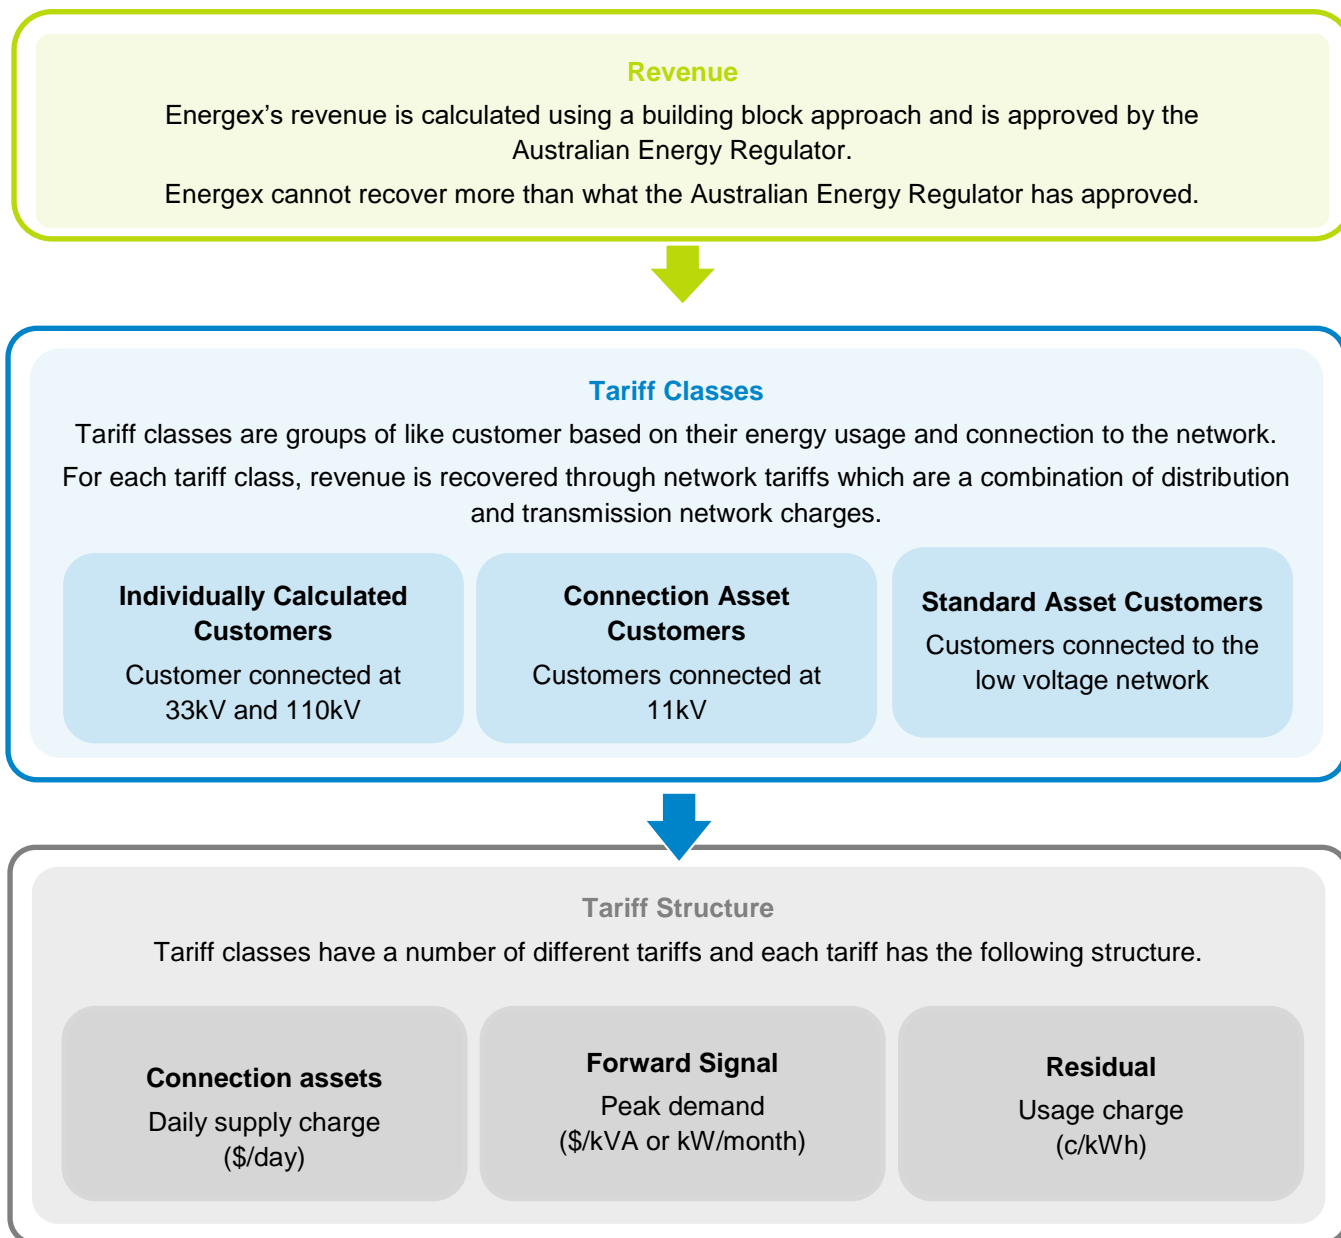 Revenue
Energex’s revenue is calculated using a building block approach and is approved by the
Australian Energy Regulator.
Energex cannot recover more than what the Australian Energy Regulator has approved.
Tariff Classes
Tariff classes are groups of like customer based on their energy usage and connection to the network.
For each tariff class, revenue is recovered through network tariffs which are a combination of distribution
and transmission network charges.
Individually Calculated
Customers
Customer connected at
33kV and 110kV
Connection Asset
Customers
Customers connected at
11kV
Standard Asset Customers
Customers connected to the
low voltage network
Tariff Structure
Tariff classes have a number of different tariffs and each tariff has the following structure.
Connection assets
Daily supply charge
($/day)
Forward Signal
Peak demand
($/kVA or kW/month)
Residual
Usage charge
(c/kWh)